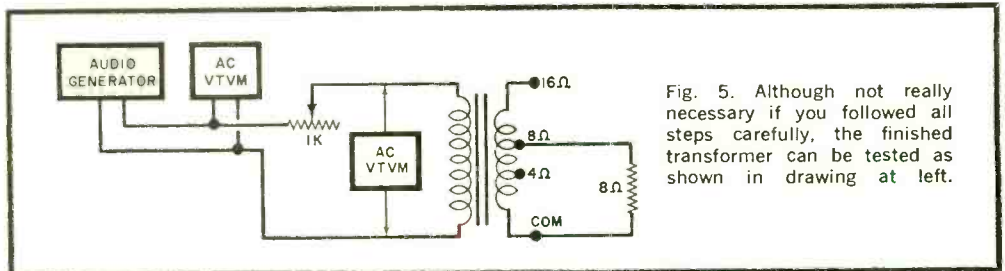 AUDIO
GENERATOR
AC
VTVM
1K
AC
VTVM
16Ω
8Ω
4Ω
COM
8Ω
Fig. 5. Although not really
necessary if you followed all
steps carefully, the finished
transformer can be tested as
shown in drawing at left.